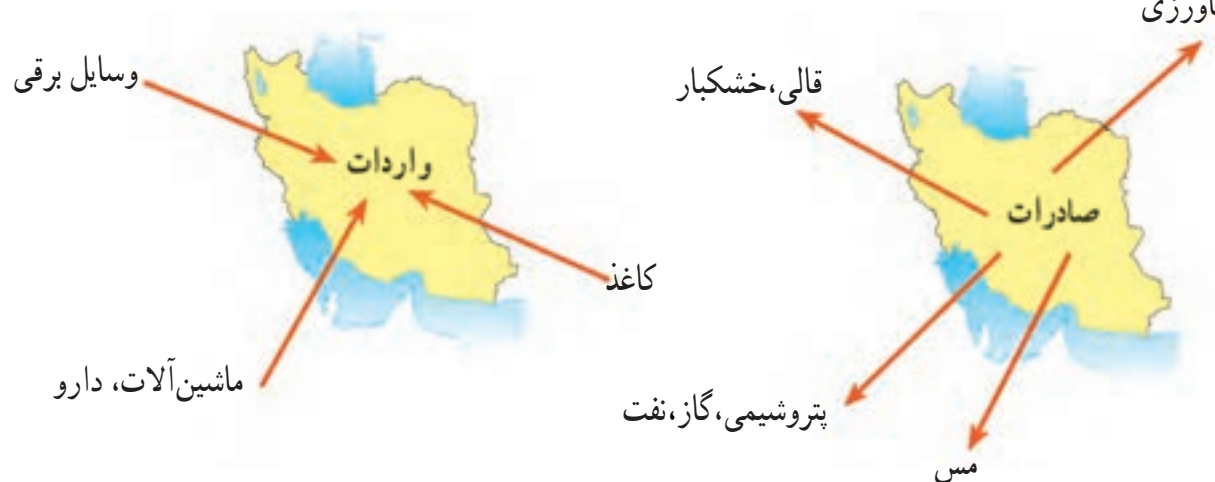 قالی،خشکبار
صادرات
پتروشیمی،گاز،نفت
مس
وسایل برقی
واردات
کاغذ
ماشین‌آلات، دارو